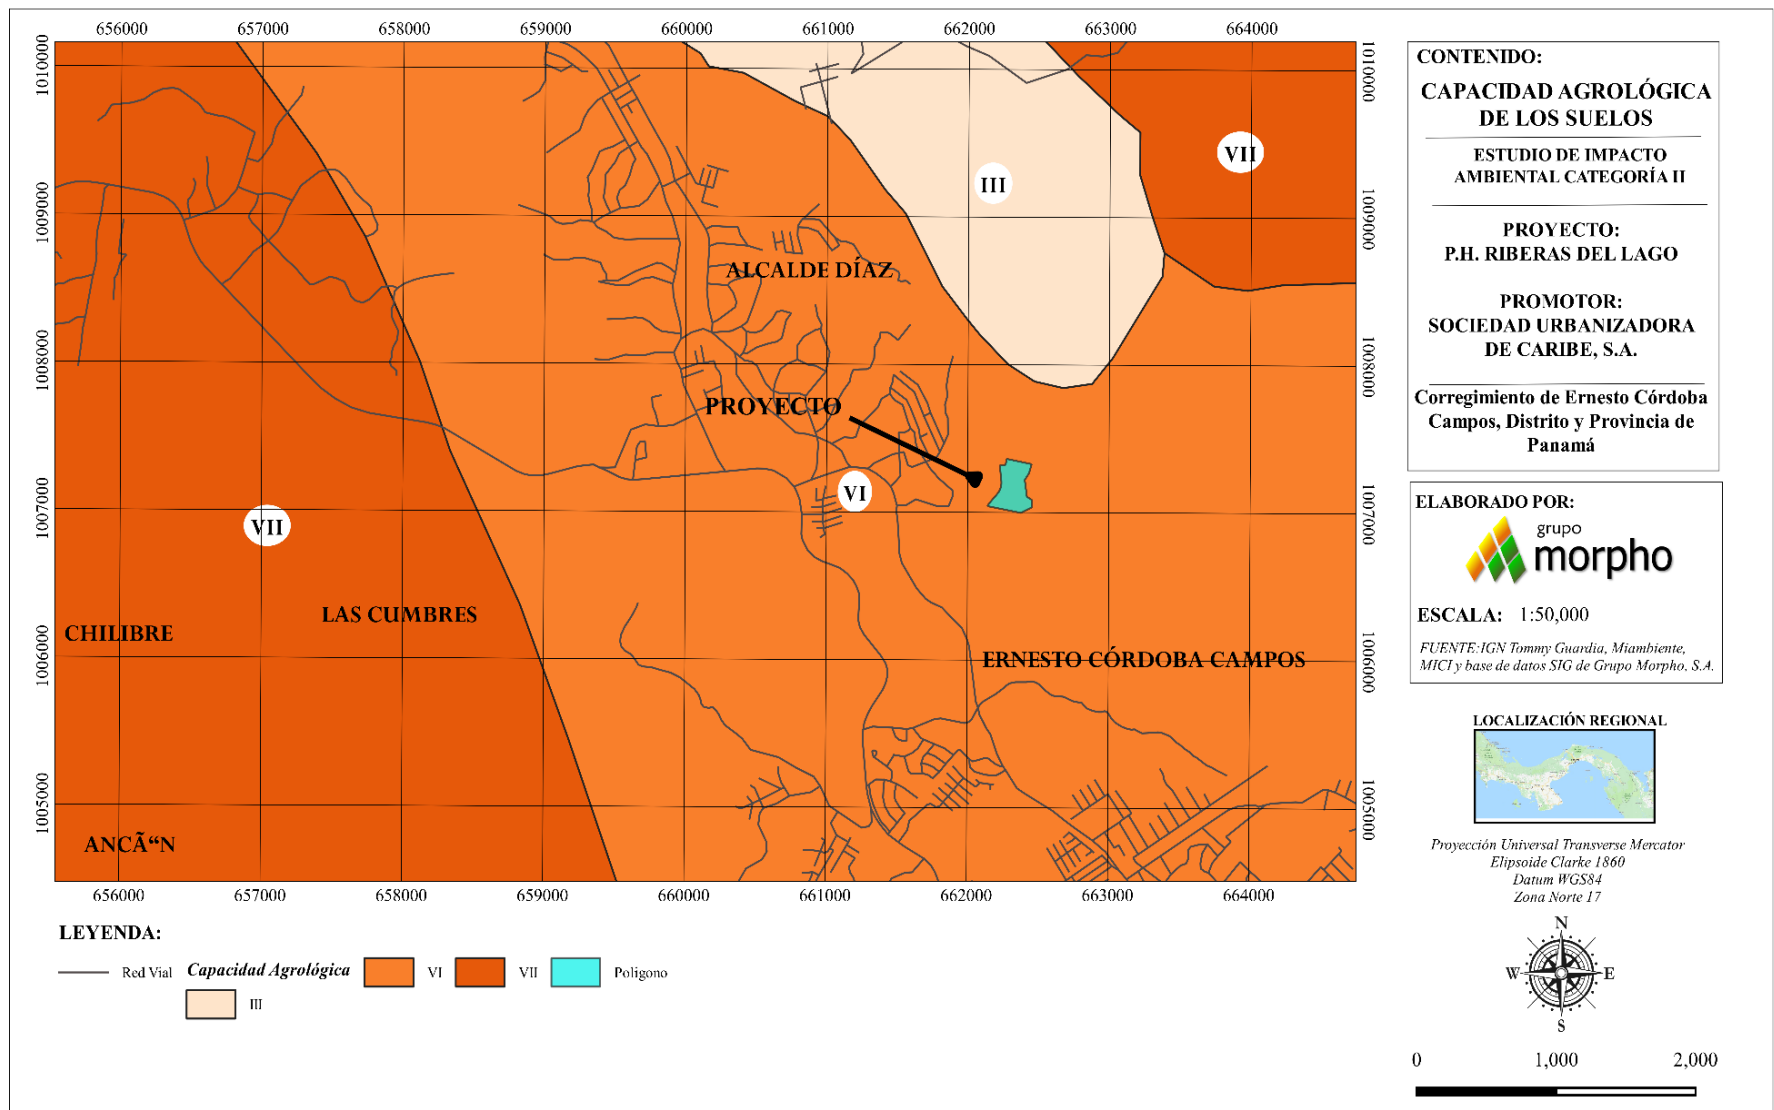 656000 657000 658000 659000 660000 661000 662000 663000 664000
1010000
1009000
1008000
1007000
1006000
1005000
1010000
1009000
1008000
1007000
1006000
1005000
VII
III
ALCALDE DÍAZ
PROYECTO
VI
VII
LAS CUMBRES
CHILIBRE
ERNESTO CÓRDOBA CAMPOS
ANCÃ“N
656000 657000 658000 659000 660000 661000 662000 663000 664000
LEYENDA:
Red Vial Capacidad Agrológica VI VII Poligono
III
CONTENIDO:
CAPACIDAD AGROLÓGICA
DE LOS SUELOS
ESTUDIO DE IMPACTO
AMBIENTAL CATEGORÍA II
PROYECTO:
P.H. RIBERAS DEL LAGO
PROMOTOR:
SOCIEDAD URBANIZADORA
DE CARIBE, S.A.
Corregimiento de Ernesto Córdoba
Campos, Distrito y Provincia de
Panamá
ELABORADO POR:
grupo
morpho
ESCALA: 1:50,000
FUENTE:IGN Tommy Guardia, Miambiente,
MICI y base de datos SIG de Grupo Morpho, S.A.
LOCALIZACIÓN REGIONAL
Proyección Universal Transverse Mercator
Elipsoide Clarke 1860
Datum WGS84
Zona Norte 17
N
W E
S
0 1,000 2,000